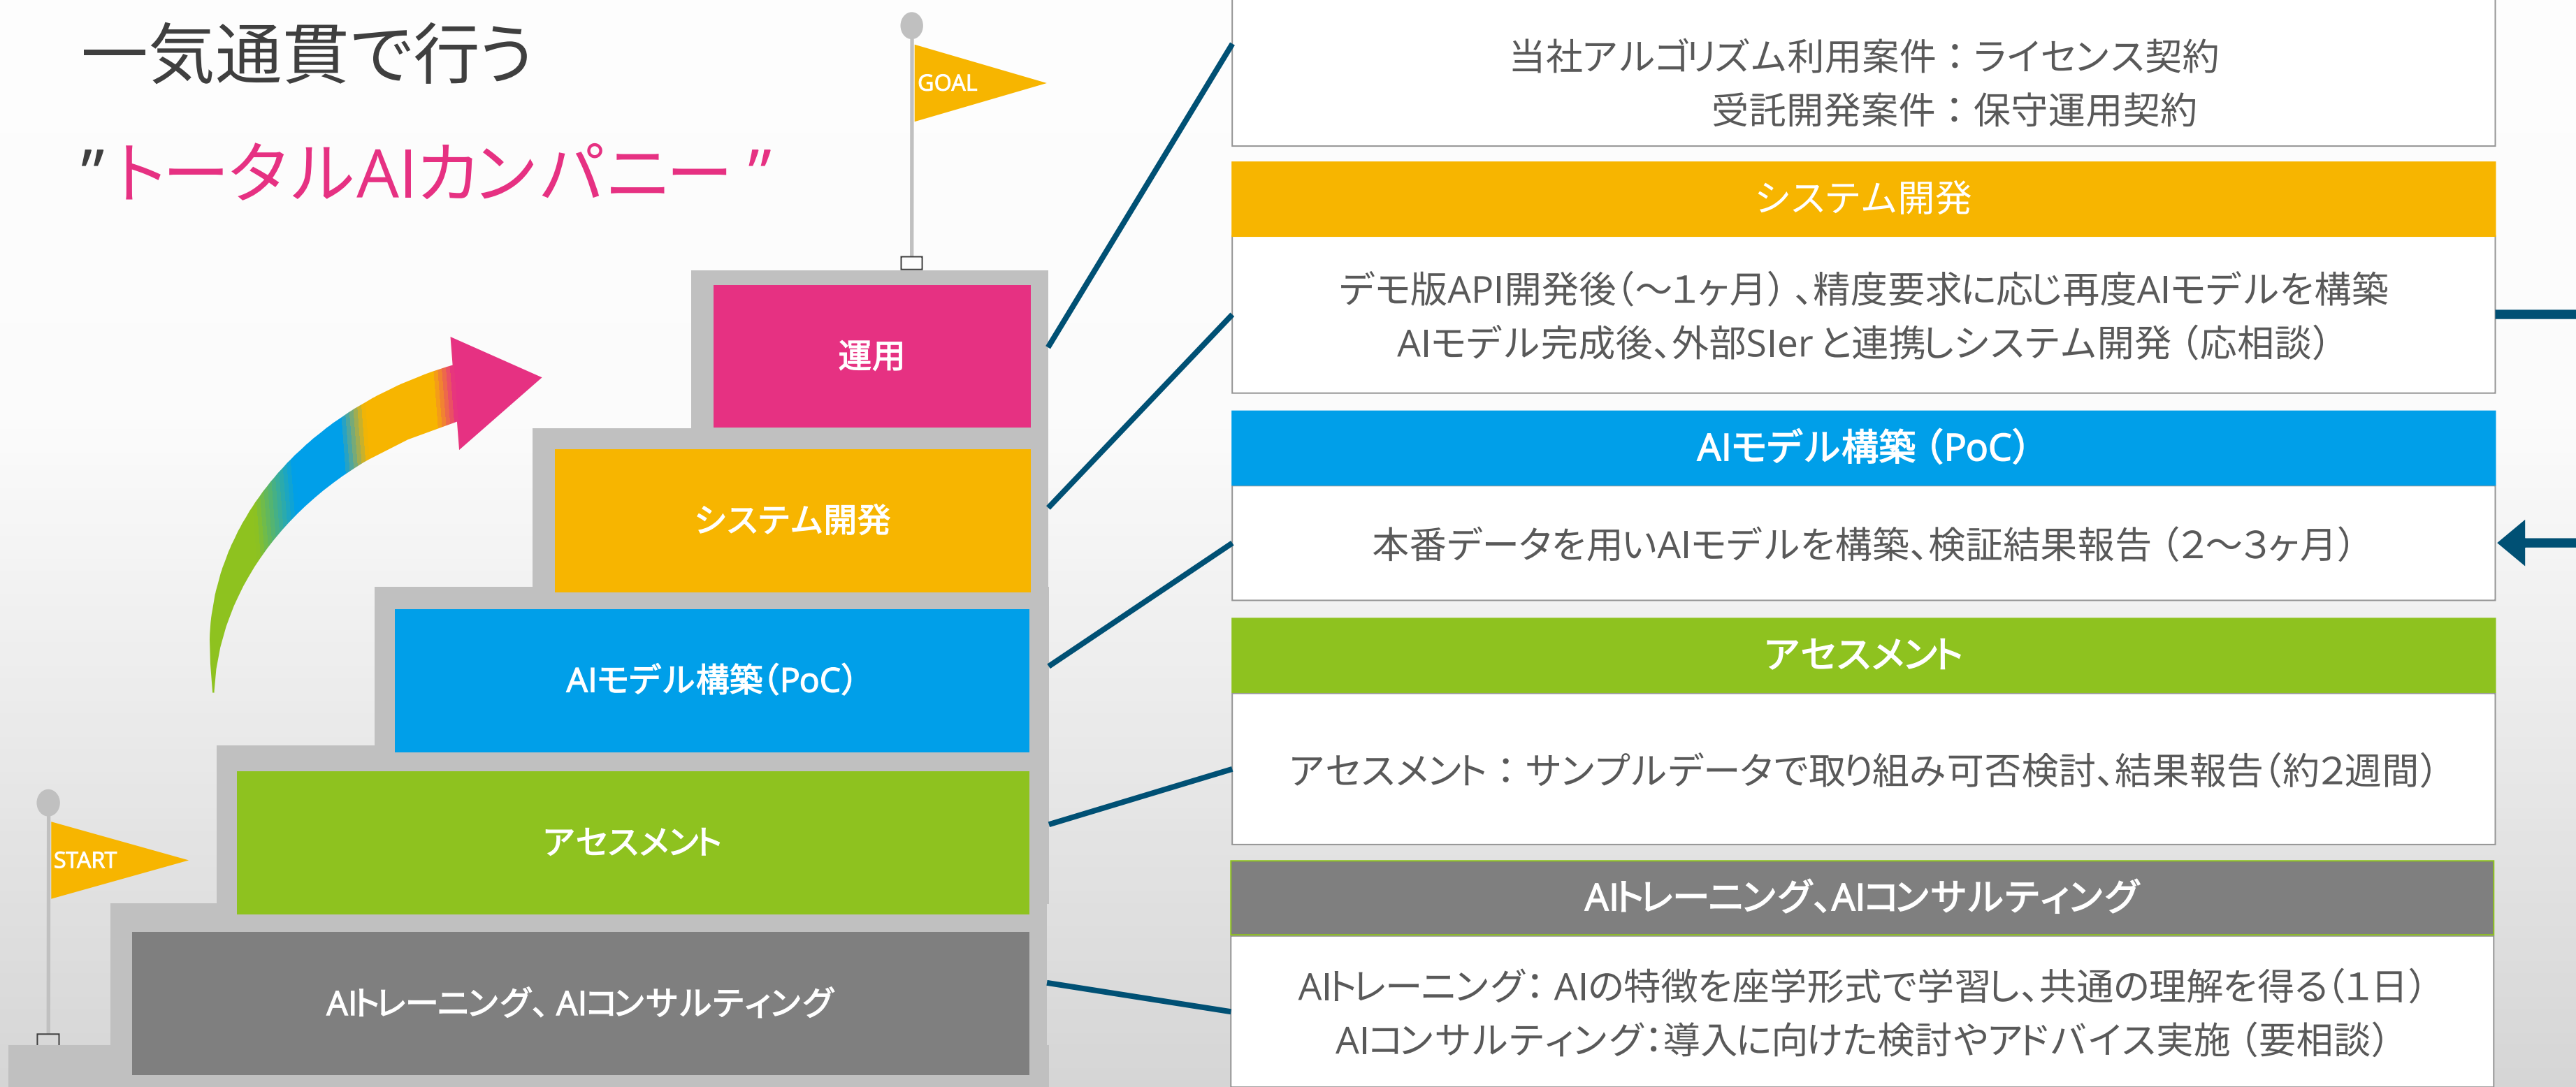 一気通貫で行う
”トータルAIカンパニー ”
GOAL
運用
システム開発
AIモデル構築（PoC）
アセスメント
START
AIトレーニング、AIコンサルティング
当社アルゴリズム利用案件：ライセンス契約
受託開発案件：保守運用契約
システム開発
デモ版API開発後（～1ヶ月）、精度要求に応じ再度AIモデルを構築
AIモデル完成後、外部SIer と連携しシステム開発（応相談）
AIモデル構築（PoC）
本番データを用いAIモデルを構築、検証結果報告（２～３ヶ月）
アセスメント
アセスメント：サンプルデータで取り組み可否検討、結果報告（約２週間）
AIトレーニング、AIコンサルティング
AIトレーニング：AIの特徴を座学形式で学習し、共通の理解を得る（１日）
AIコンサルティング：導入に向けた検討やアドバイス実施（要相談）